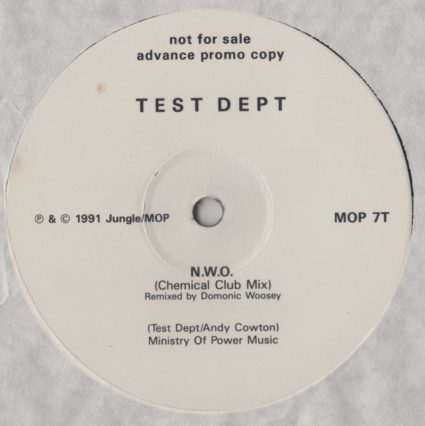 not for sale
advance promo copy
TEST DEPT
℗ & © 1991 Jungle/MOP
MOP 7T
N.W.O.
(Chemical Club Mix)
Remixed by Domonic Woosey
(Test Dept/Andy Cowton)
Ministry Of Power Music